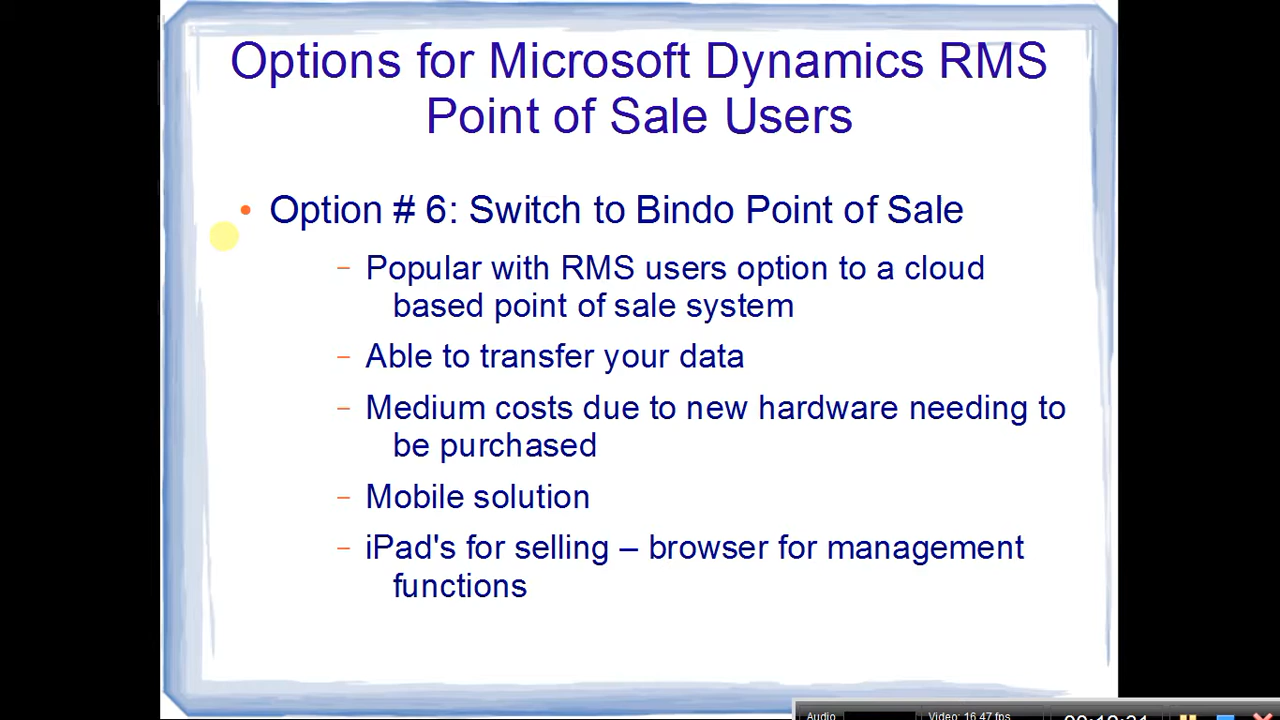 Options for Microsoft Dynamics RMS
Point of Sale Users
• Option # 6: Switch to Bindo Point of Sale
– Popular with RMS users option to a cloud
based point of sale system
– Able to transfer your data
– Medium costs due to new hardware needing to
be purchased
– Mobile solution
– iPad's for selling – browser for management
functions
Audio
Video: 16.47 fps